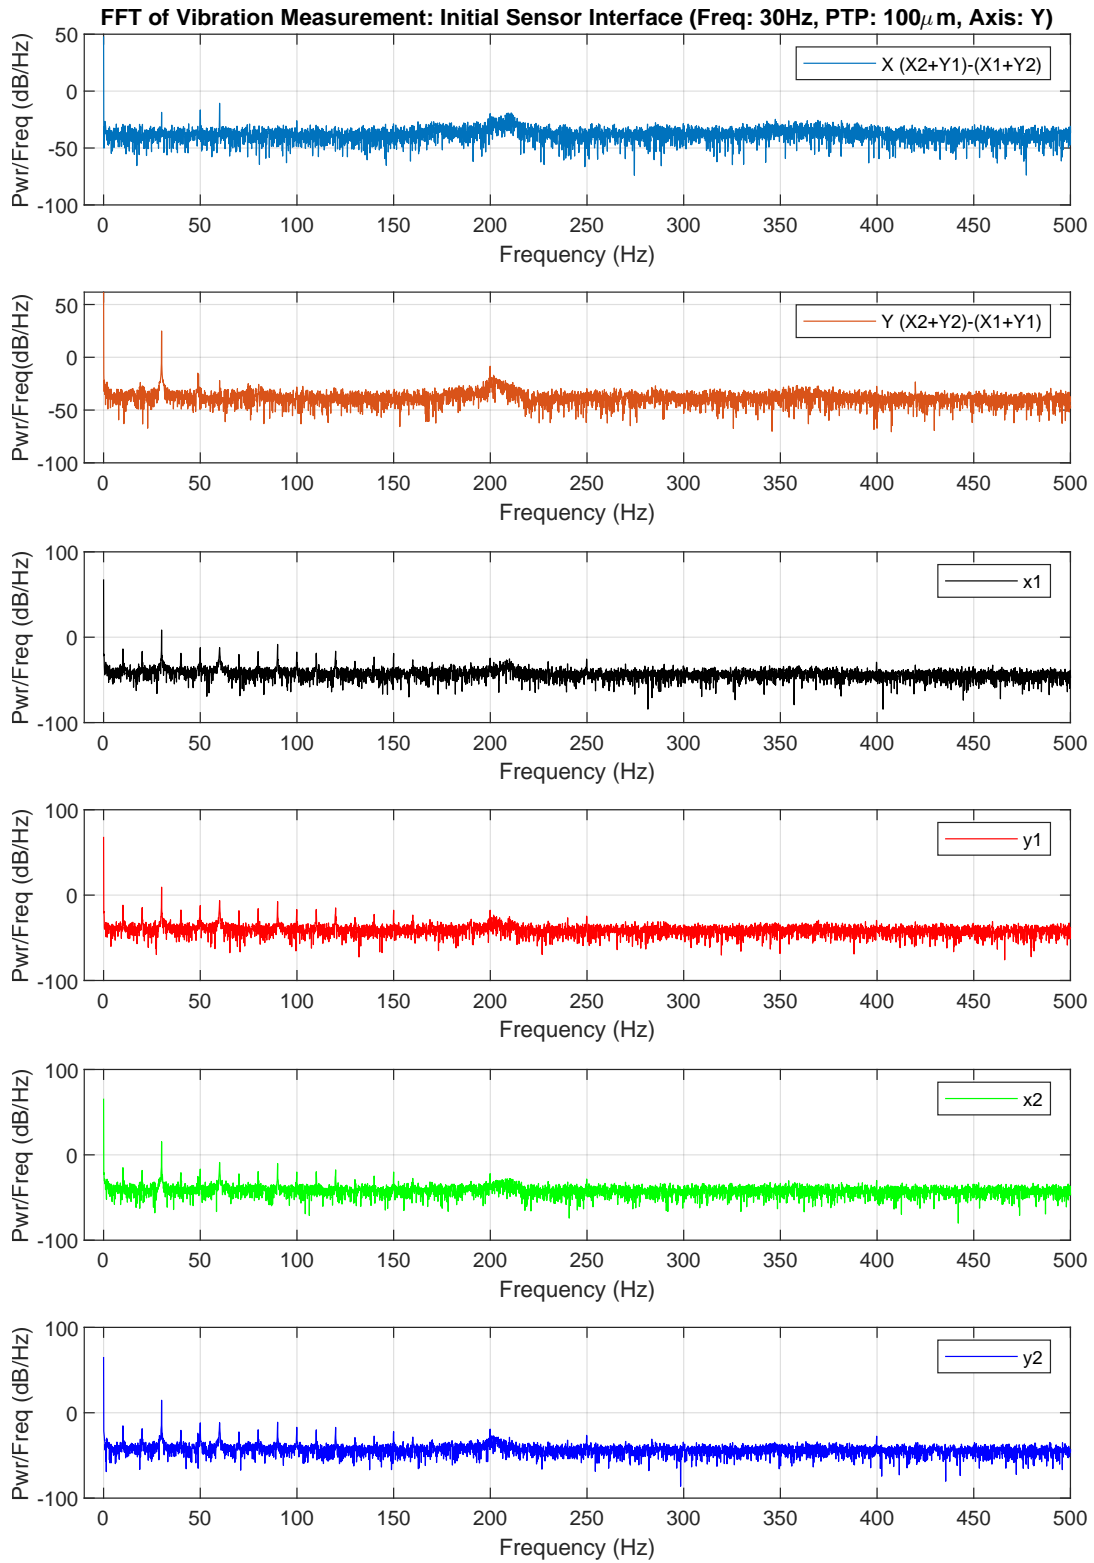 FFT of Vibration Measurement: Initial Sensor Interface (Freq: 30Hz, PTP: 100μm, Axis: Y)
Pwr/Freq (dB/Hz)
50
0
-50
-100
X (X2+Y1)-(X1+Y2)
0 50 100 150 200 250 300 350 400 450 500
Frequency (Hz)
Pwr/Freq(dB/Hz)
50
0
-50
-100
Y (X2+Y2)-(X1+Y1)
0 50 100 150 200 250 300 350 400 450 500
Frequency (Hz)
Pwr/Freq (dB/Hz)
100
0
-100
x1
0 50 100 150 200 250 300 350 400 450 500
Frequency (Hz)
Pwr/Freq (dB/Hz)
100
0
-100
y1
0 50 100 150 200 250 300 350 400 450 500
Frequency (Hz)
Pwr/Freq (dB/Hz)
100
0
-100
x2
0 50 100 150 200 250 300 350 400 450 500
Frequency (Hz)
Pwr/Freq (dB/Hz)
100
0
-100
y2
0 50 100 150 200 250 300 350 400 450 500
Frequency (Hz)